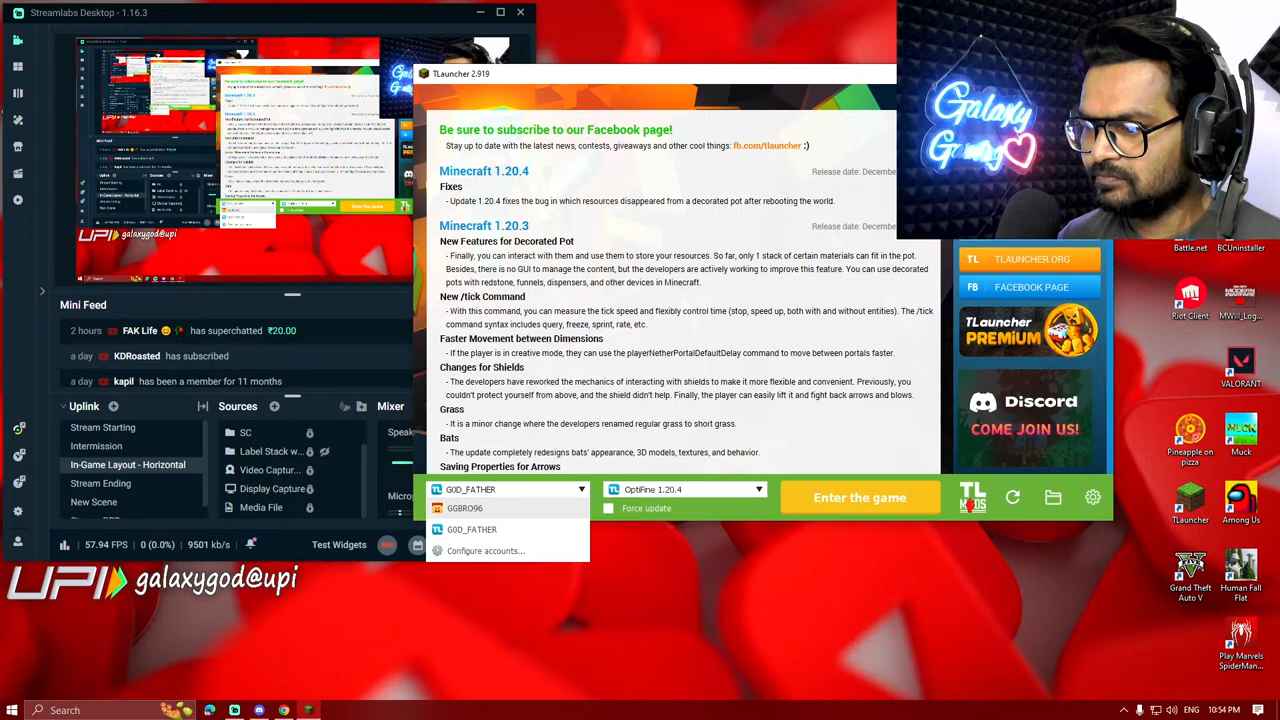 Streamlabs Desktop - 1.16.3
TLauncher 2.919
Galaxy
Be sure to subscribe to our Facebook page!
Stay up to date with the latest news, contests, giveaways and other cool things: fb.com/tlauncher :)
Minecraft 1.20.4
Release date: Decembe
Fixes
- Update 1.20.4 fixes the bug in which resources disappeared from a decorated pot after rebooting the world.
Minecraft 1.20.3
Release date: Decembe
New Features for Decorated Pot
- Finally, you can interact with them and use them to store your resources. So far, only 1 stack of certain materials can fit in the pot.
Besides, there is no GUI to manage the content, but the developers are actively working to improve this feature. You can use decorated
pots with redstone, funnels, dispensers, and other devices in Minecraft.
New /tick Command
- With this command, you can measure the tick speed and flexibly control time (stop, speed up, both with and without entities). The /tick
command syntax includes query, freeze, sprint, rate, etc.
Faster Movement between Dimensions
- If the player is in creative mode, they can use the playerNetherPortalDefaultDelay command to move between portals faster.
Changes for Shields
- The developers have reworked the mechanics of interacting with shields to make it more flexible and convenient. Previously, you
couldn't protect yourself from above, and the shield didn't help. Finally, the player can easily lift it and fight back arrows and blows.
Grass
- It is a minor change where the developers renamed regular grass to short grass.
Bats
- The update completely redesigns bats' appearance, 3D models, textures, and behavior.
Saving Properties for Arrows
TL TLAUNCHER.ORG
FB FACEBOOK PAGE
TLauncher
PREMIUM
Discord
COME JOIN US!
GOD_FATHER
GGBRO96
GOD_FATHER
Configure accounts...
OptiFine 1.20.4
Force update
Enter the game
TL
MODS
UPI galaxygod@upi
Mini Feed
2 hours FAK Life has superchatted ₹20.00
a day KDRoasted has subscribed
a day kapil has been a member for 11 months
Uplink
Sources
Mixer
Stream Starting
Intermission
In-Game Layout - Horizontal
Stream Ending
New Scene
SC
Label Stack w...
Video Captur...
Display Captur...
Media File
Speake
Microp
57.94 FPS
0 (0.0%)
9501 kb/s
Test Widgets
REC
UPI galaxygod@upi
Battle.net
BCUninstaller
Riot Client
MWIII_Log...
VALORANT
Pineapple on
pizza
Muck
TLauncher
Among Us
Grand Theft
Auto V
Human Fall
Flat
Play Marvels
SpiderMan...
Search
ENG
10:54 PM